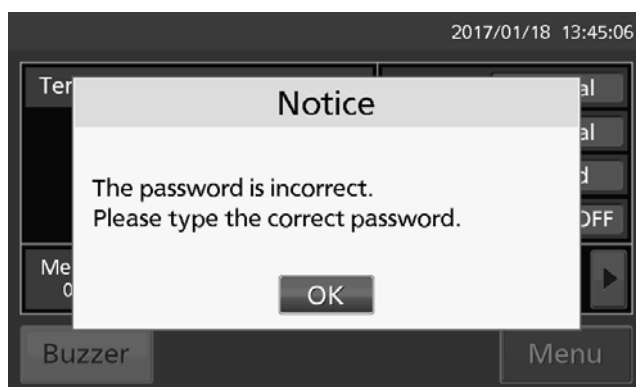 2017/01/18 13:45:06
Notice
The password is incorrect.
Please type the correct password.
OK
Buzzer
Menu